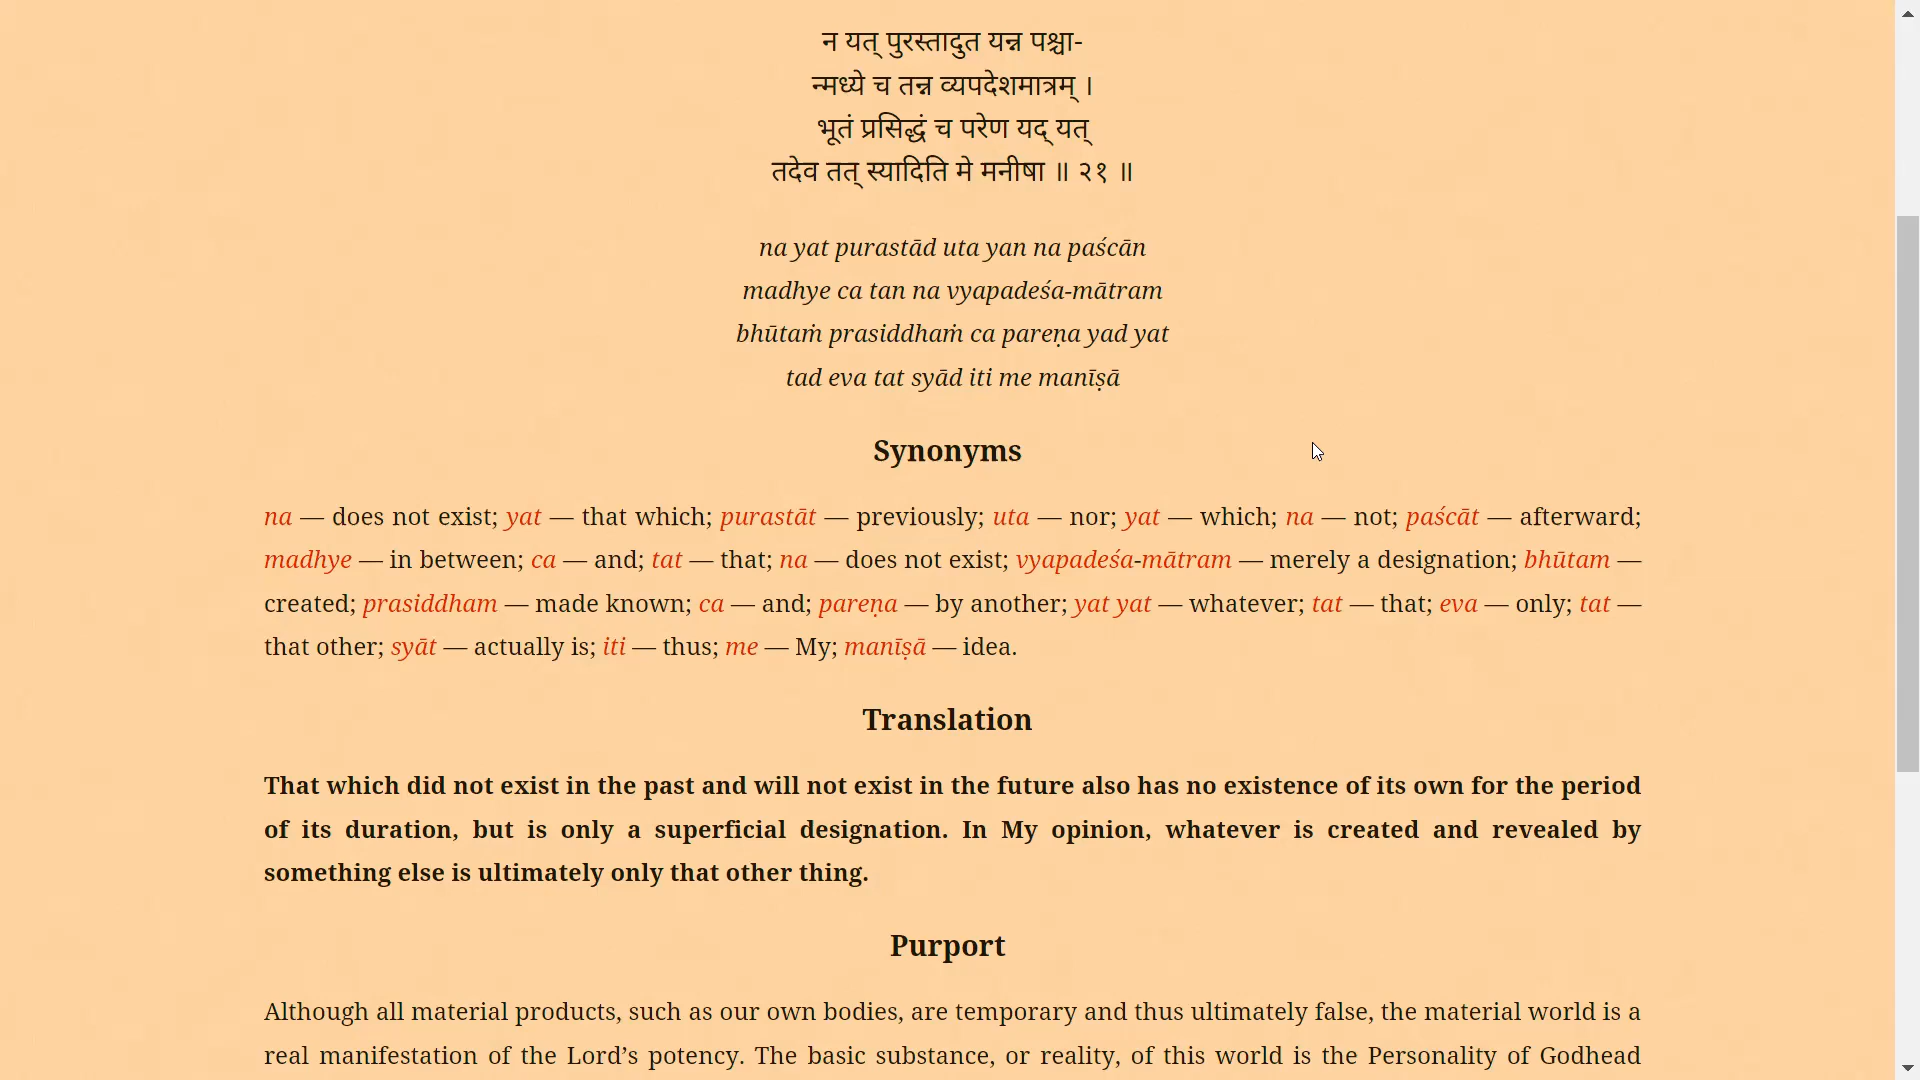 न यत् पुरस्तादुत यन्न पश्चा-
न्मध्ये च तन्न व्यपदेशमात्रम् ।
भूतं प्रसिद्धं च परेण यद् यत्
तदेव तत् स्यादिति मे मनीषा ॥ २१ ॥
na yat purastād uta yan na paścān
madhye ca tan na vyapadeśa-mātram
bhūtaṁ prasiddhaṁ ca pareṇa yad yat
tad eva tat syād iti me manīṣā
Synonyms
na — does not exist; yat — that which; purastāt — previously; uta — nor; yat — which; na — not; paścāt — afterward;
madhye — in between; ca — and; tat — that; na — does not exist; vyapadeśa-mātram — merely a designation; bhūtam —
created; prasiddham — made known; ca — and; pareṇa — by another; yat yat — whatever; tat — that; eva — only; tat —
that other; syāt — actually is; iti — thus; me — My; manīṣā — idea.
Translation
That which did not exist in the past and will not exist in the future also has no existence of its own for the period
of its duration, but is only a superficial designation. In My opinion, whatever is created and revealed by
something else is ultimately only that other thing.
Purport
Although all material products, such as our own bodies, are temporary and thus ultimately false, the material world is a
real manifestation of the Lord’s potency. The basic substance, or reality, of this world is the Personality of Godhead